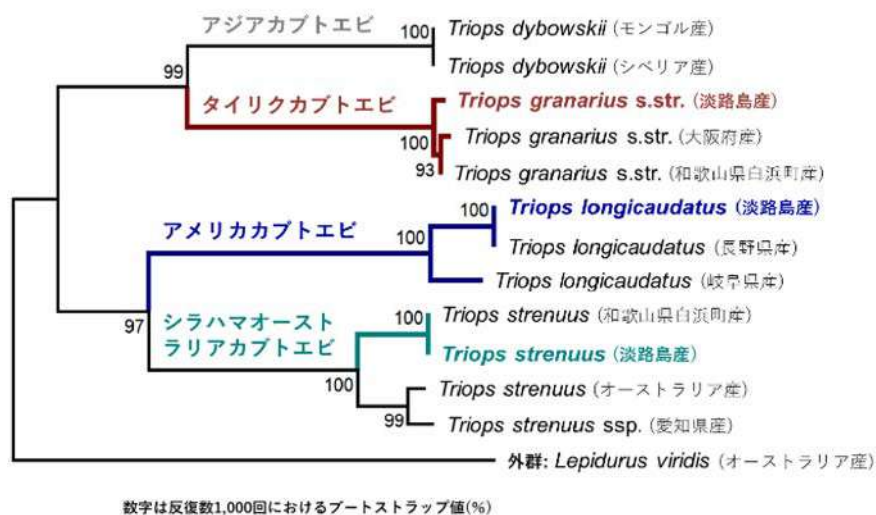 アジアカブトエビ
100
Triops dybowskii (モンゴル産)
Triops dybowskii (シベリア産)
99
タイリクカブトエビ
Triops granarius s.str. (淡路島産)
100
Triops granarius s.str. (大阪府産)
93
Triops granarius s.str. (和歌山県白浜町産)
アメリカカブトエビ
100
Triops longicaudatus (淡路島産)
100
Triops longicaudatus (長野県産)
Triops longicaudatus (岐阜県産)
97
シラハマオースト
ラリアカブトエビ
100
Triops strenuus (和歌山県白浜町産)
Triops strenuus (淡路島産)
100
Triops strenuus (オーストラリア産)
99
Triops strenuus ssp. (愛知県産)
外群: Lepidurus viridis (オーストラリア産)
数字は反復数1,000回におけるブートストラップ値(%)